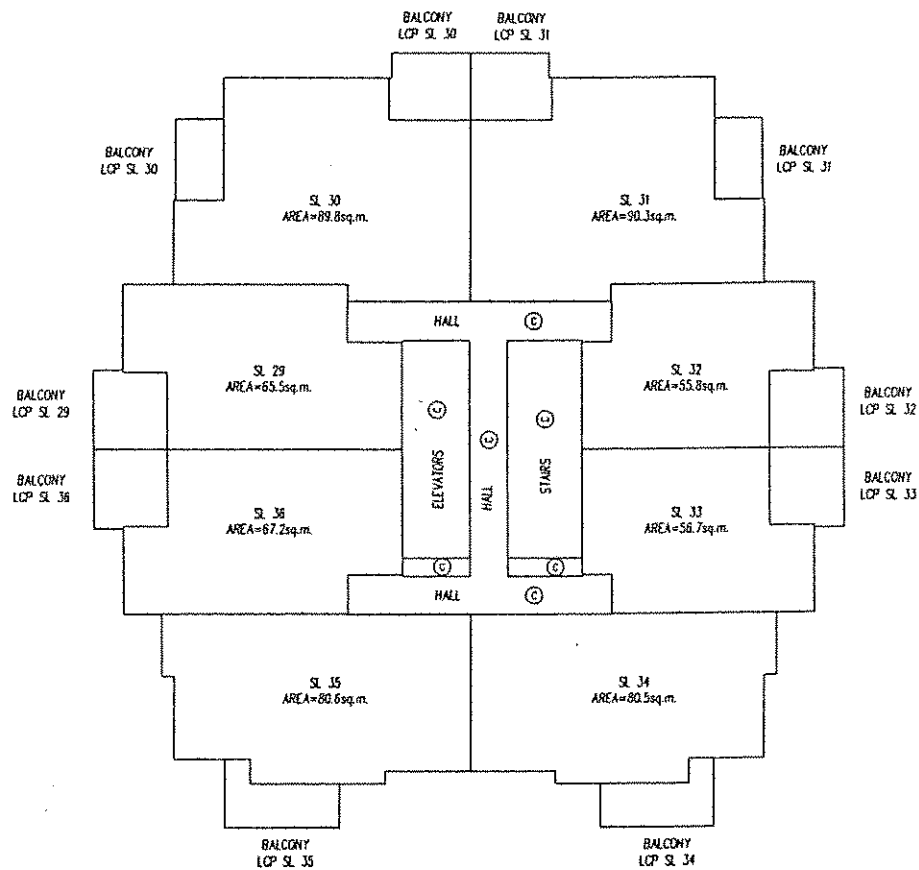 BALCONY
LCP SL 30
BALCONY
LCP SL 31
BALCONY
LCP SL 30
BALCONY
LCP SL 31
SL 30
AREA=89.8sq.m.
SL 31
AREA=90.3sq.m.
HALL
C
SL 29
AREA=65.5sq.m.
SL 32
AREA=55.8sq.m.
BALCONY
LCP SL 29
BALCONY
LCP SL 32
C
C
C
ELEVATORS
HALL
STAIRS
BALCONY
LCP SL 36
BALCONY
LCP SL 33
SL 36
AREA=67.2sq.m.
SL 33
AREA=56.7sq.m.
C
C
HALL
C
SL 35
AREA=80.6sq.m.
SL 34
AREA=80.5sq.m.
BALCONY
LCP SL 35
BALCONY
LCP SL 34